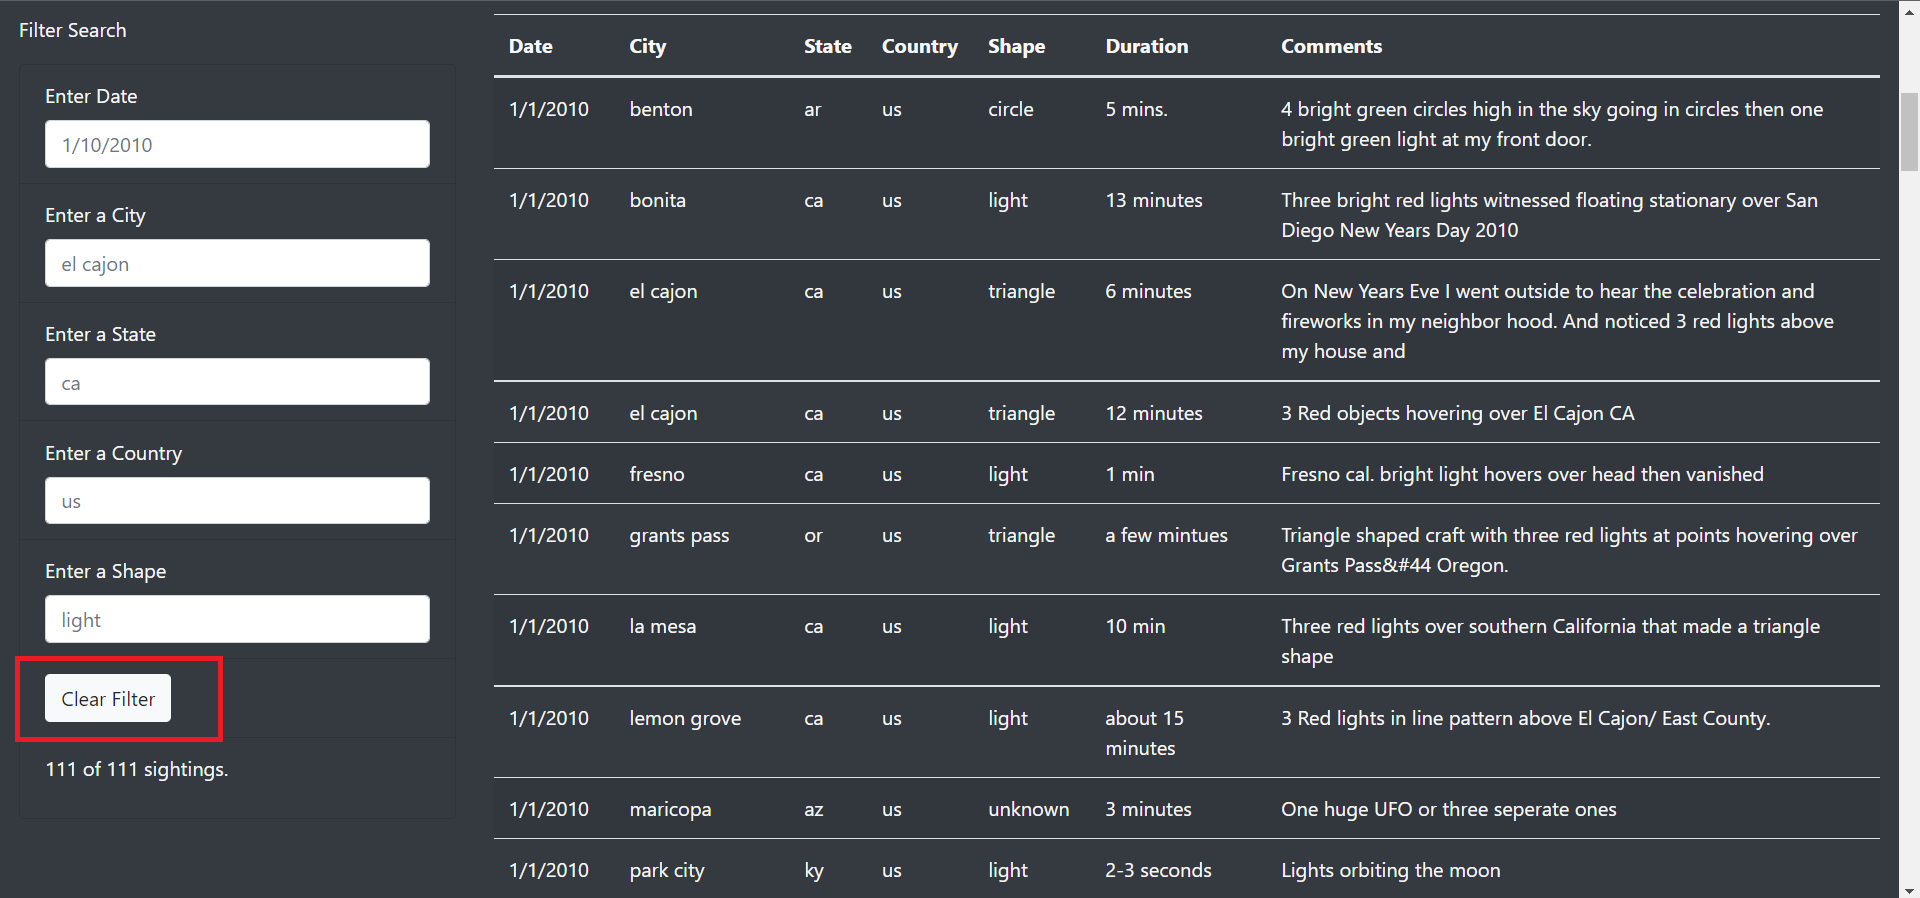 Filter Search
Enter Date
1/10/2010
Enter a City
el cajon
Enter a State
ca
Enter a Country
us
Enter a Shape
light
Clear Filter
111 of 111 sightings.
Date City State Country Shape Duration Comments
1/1/2010 benton ar us circle 5 mins. 4 bright green circles high in the sky going in circles then one
bright green light at my front door.
1/1/2010 bonita ca us light 13 minutes Three bright red lights witnessed floating stationary over San
Diego New Years Day 2010
1/1/2010 el cajon ca us triangle 6 minutes On New Years Eve I went outside to hear the celebration and
fireworks in my neighbor hood. And noticed 3 red lights above
my house and
1/1/2010 el cajon ca us triangle 12 minutes 3 Red objects hovering over El Cajon CA
1/1/2010 fresno ca us light 1 min Fresno cal. bright light hovers over head then vanished
1/1/2010 grants pass or us triangle a few mintues Triangle shaped craft with three red lights at points hovering over
Grants Pass&#44 Oregon.
1/1/2010 la mesa ca us light 10 min Three red lights over southern California that made a triangle
shape
1/1/2010 lemon grove ca us light about 15 3 Red lights in line pattern above El Cajon/ East County.
minutes
1/1/2010 maricopa az us unknown 3 minutes One huge UFO or three seperate ones
1/1/2010 park city ky us light 2-3 seconds Lights orbiting the moon